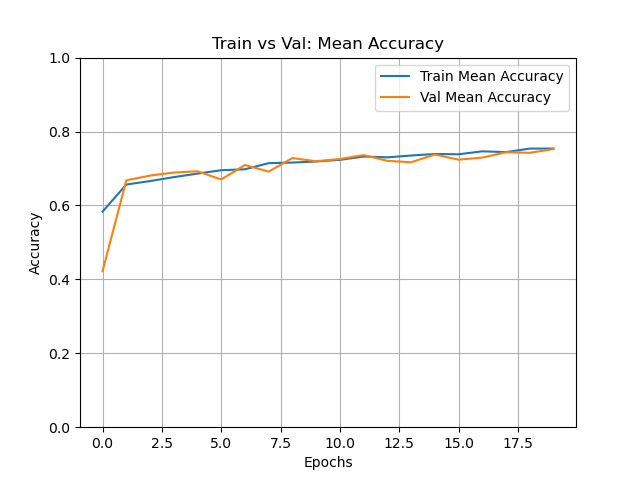 Train vs Val: Mean Accuracy
Train Mean Accuracy
Val Mean Accuracy
1.0
0.8
0.6
0.4
0.2
0.0
Accuracy
0.0 2.5 5.0 7.5 10.0 12.5 15.0 17.5
Epochs